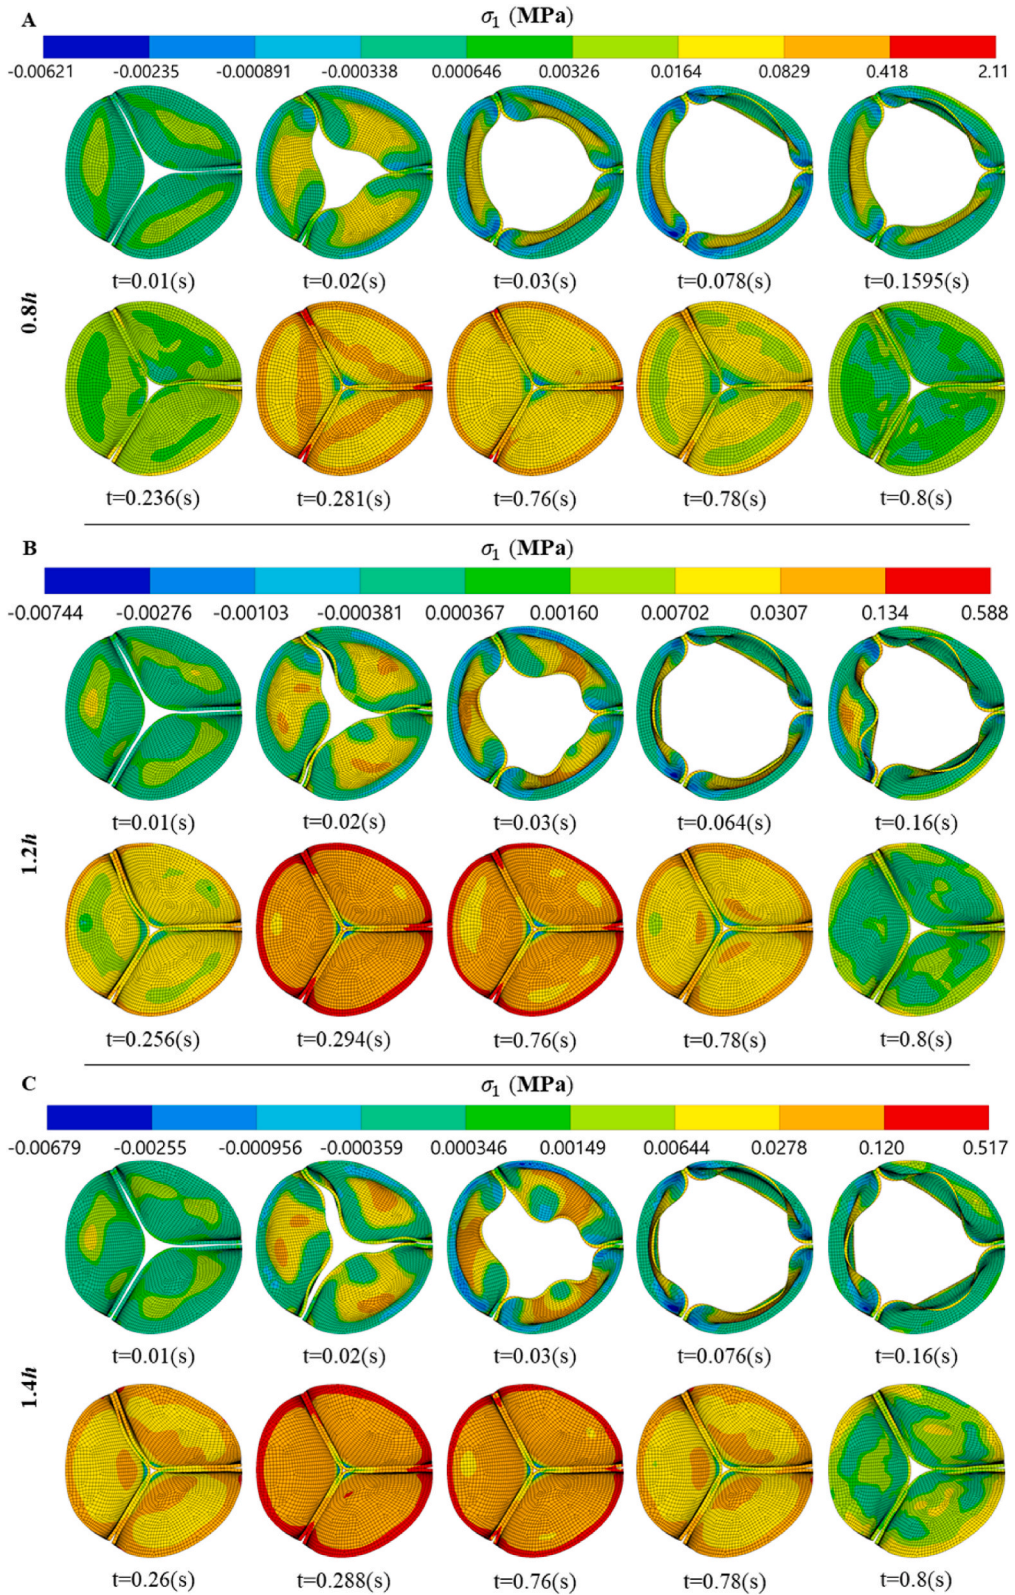 A
σ₁ (MPa)
-0.00621 -0.00235 -0.000891 -0.000338 0.000646 0.00326 0.0164 0.0829 0.418 2.11
t=0.01(s) t=0.02(s) t=0.03(s) t=0.078(s) t=0.1595(s)
0.8h
t=0.236(s) t=0.281(s) t=0.76(s) t=0.78(s) t=0.8(s)
B
σ₁ (MPa)
-0.00744 -0.00276 -0.00103 -0.000381 0.000367 0.00160 0.00702 0.0307 0.134 0.588
t=0.01(s) t=0.02(s) t=0.03(s) t=0.064(s) t=0.16(s)
1.2h
t=0.256(s) t=0.294(s) t=0.76(s) t=0.78(s) t=0.8(s)
C
σ₁ (MPa)
-0.00679 -0.00255 -0.000956 -0.000359 0.000346 0.00149 0.00644 0.0278 0.120 0.517
t=0.01(s) t=0.02(s) t=0.03(s) t=0.076(s) t=0.16(s)
1.4h
t=0.26(s) t=0.288(s) t=0.76(s) t=0.78(s) t=0.8(s)